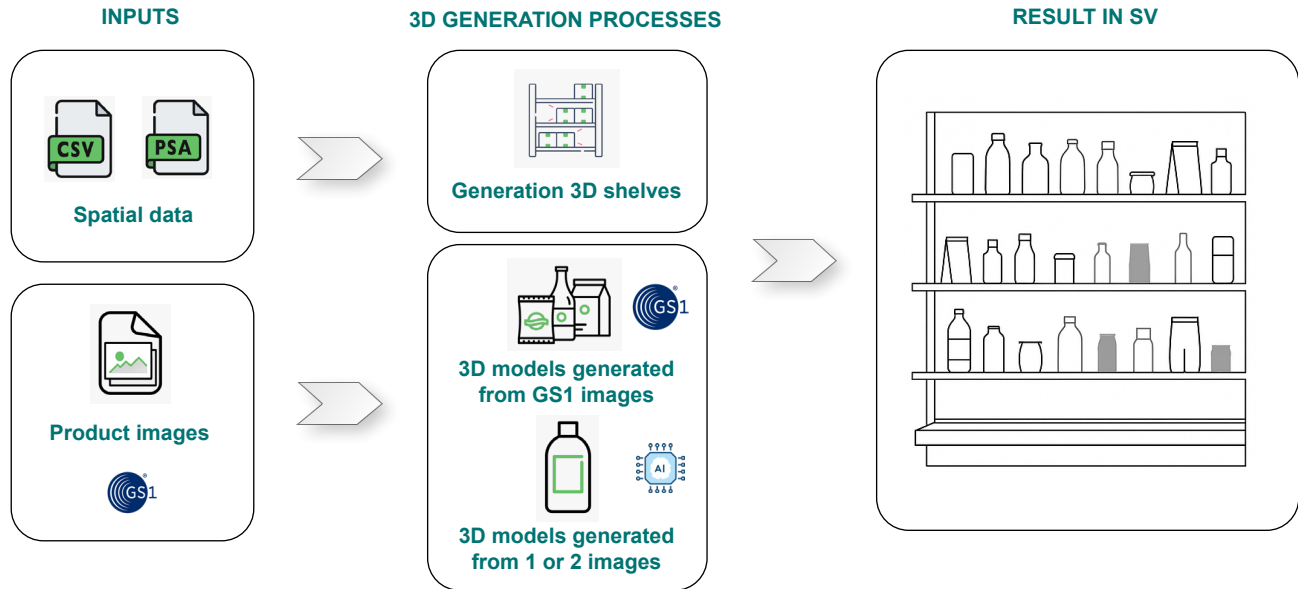 INPUTS
3D GENERATION PROCESSES
RESULT IN SV
CSV
PSA
Spatial data
Generation 3D shelves
GS1
®
3D models generated
from GS1 images
Product images
GS1
®
AI
3D models generated
from 1 or 2 images